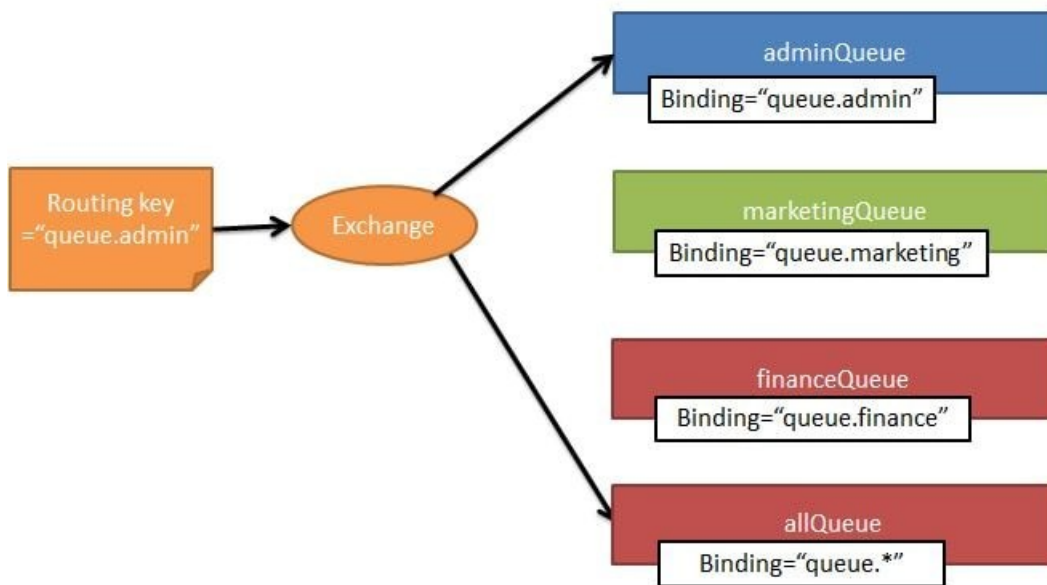 Routing key
=“queue.admin”
Exchange
adminQueue
Binding=“queue.admin”
marketingQueue
Binding=“queue.marketing”
financeQueue
Binding=“queue.finance”
allQueue
Binding=“queue.*”